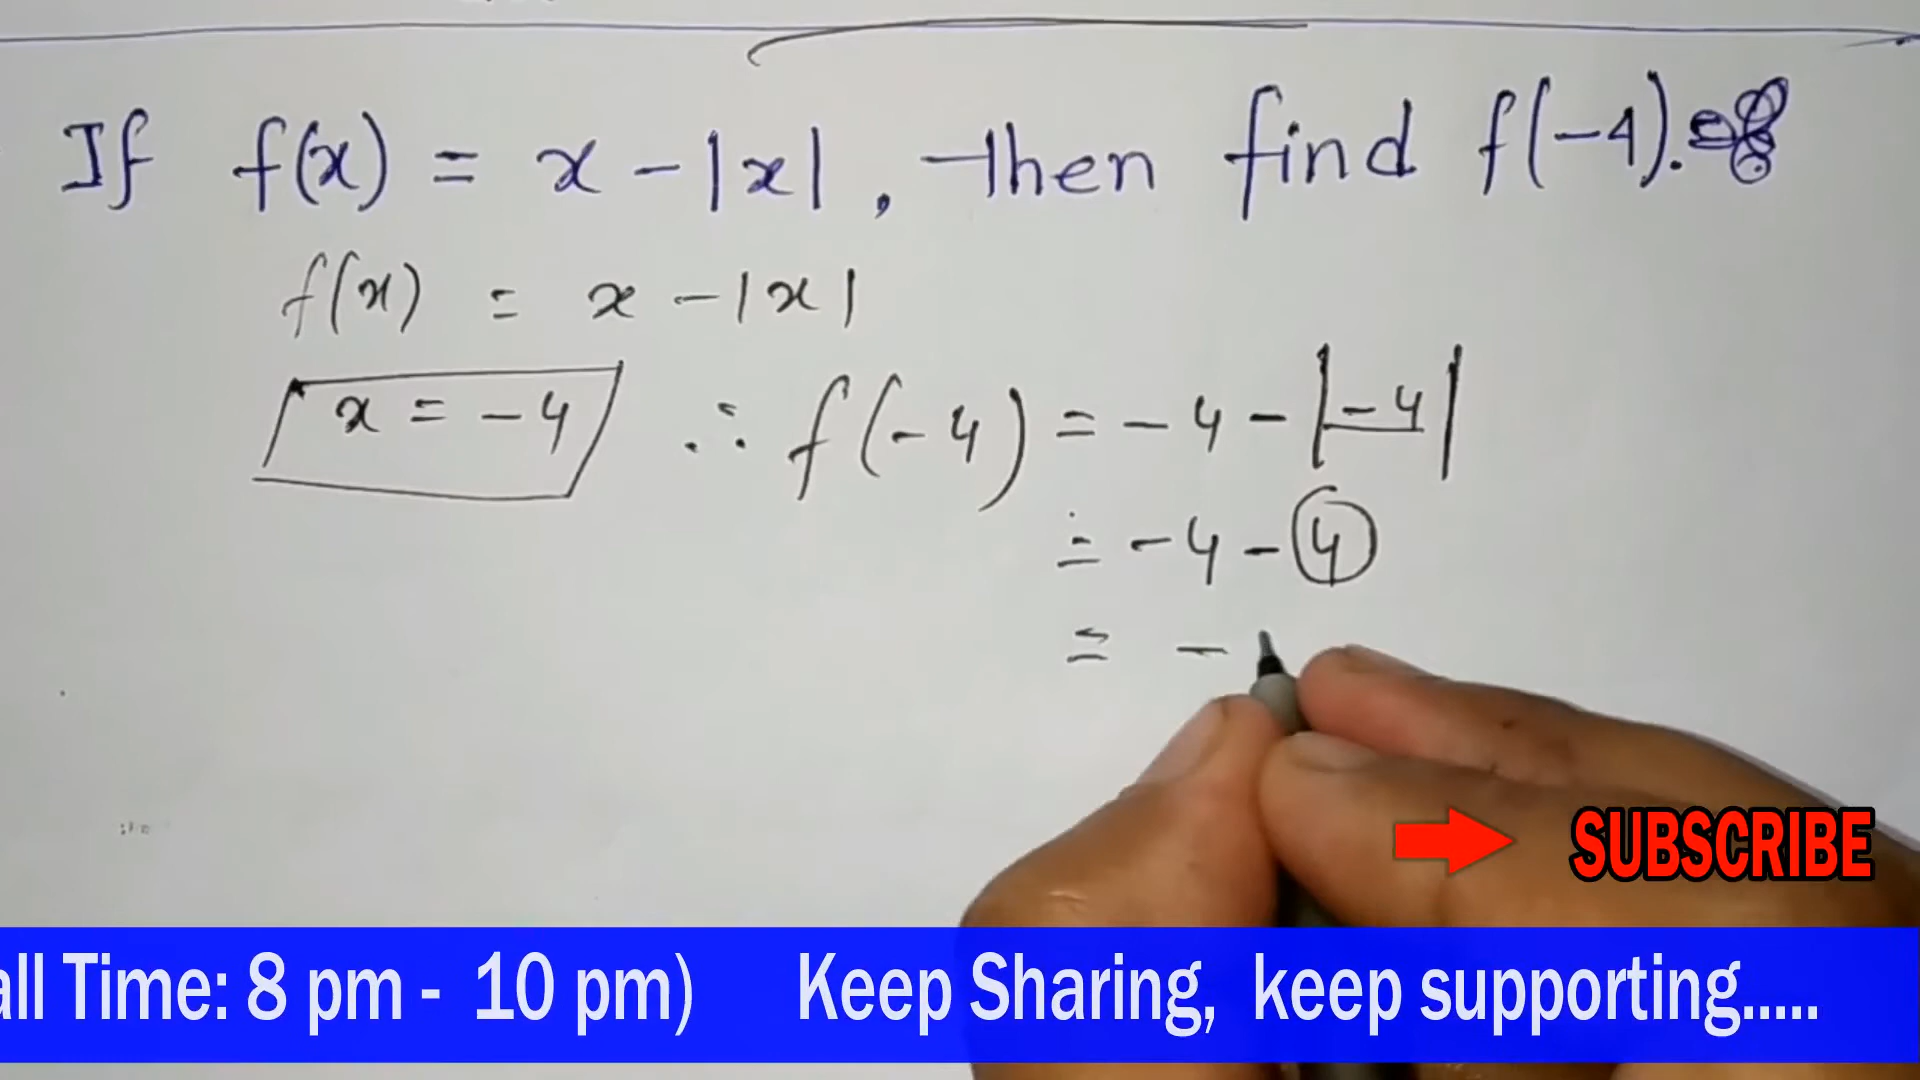 If f(x) = x - |x|, then find f(-4).
f(x) = x - |x|
x = -4 ∴ f(-4) = -4 - |-4|
= -4 - 4
= -
SUBSCRIBE
Time: 8 pm - 10 pm) Keep Sharing, keep supporting.....